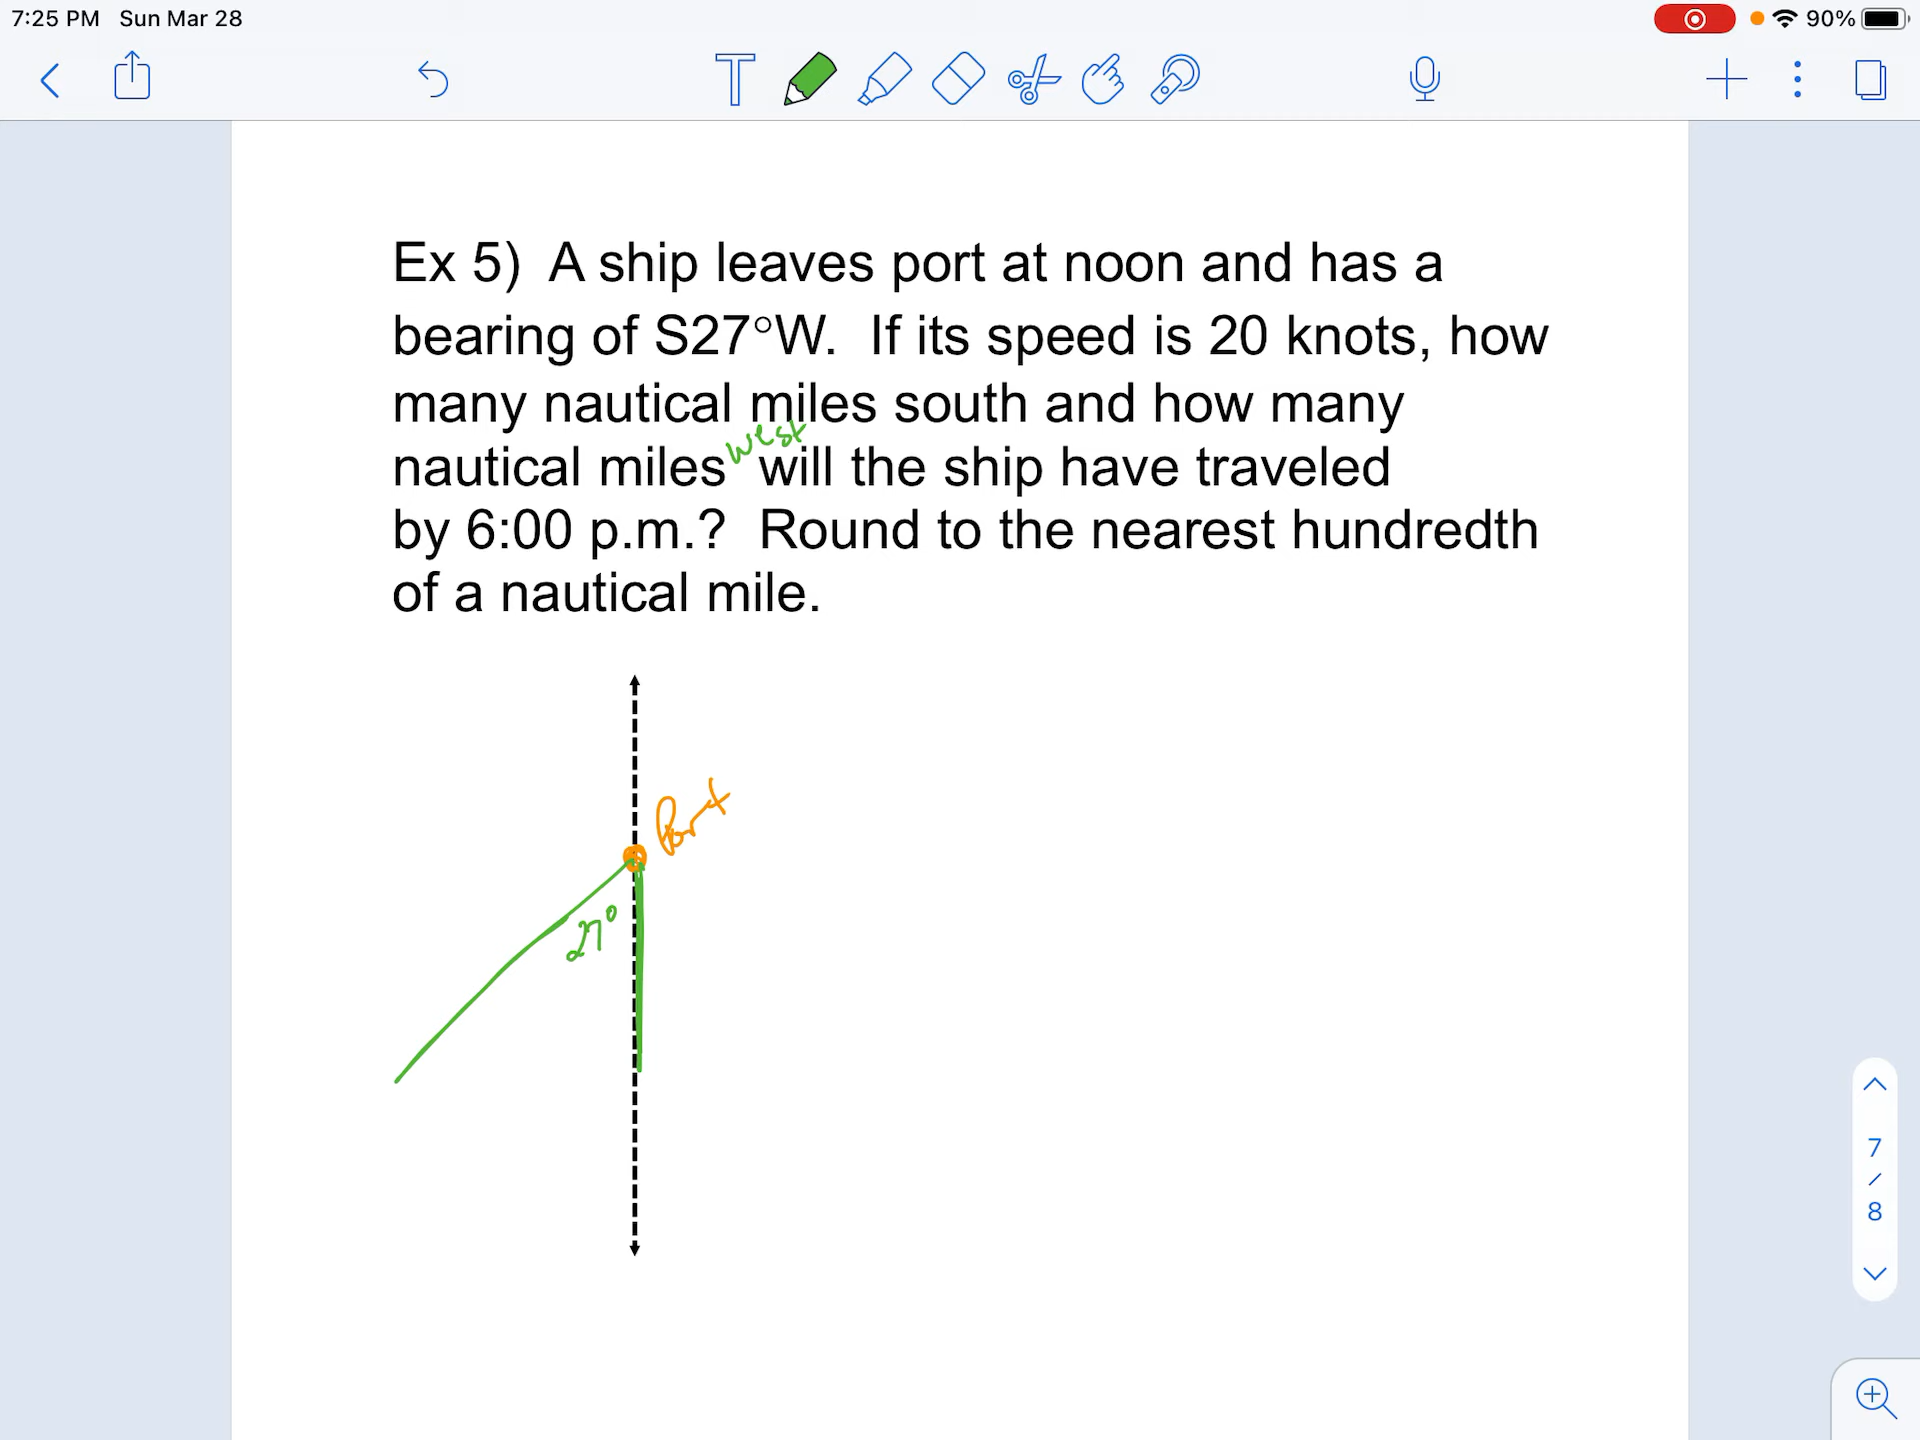 7:25 PM Sun Mar 28
90%
T
Ex 5) A ship leaves port at noon and has a
bearing of S27°W. If its speed is 20 knots, how
many nautical miles south and how many
west
nautical miles will the ship have traveled
by 6:00 p.m.? Round to the nearest hundredth
of a nautical mile.
Port
27°
7
/
8